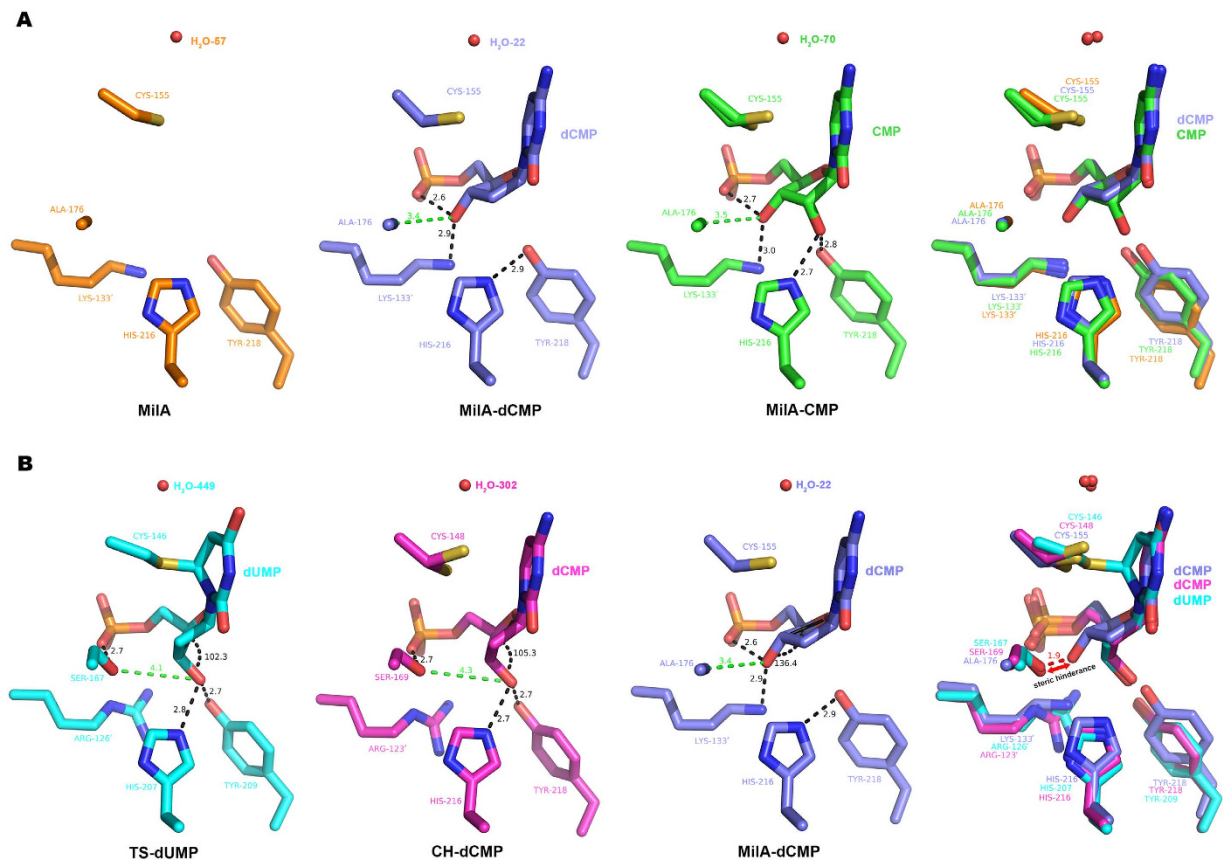 A
H₂O-57
CYS-155
ALA-176
LYS-133'
HIS-216
TYR-218
MilA
H₂O-22
CYS-155
dCMP
2.6
ALA-176
3.4
2.9
LYS-133'
2.9
HIS-216
TYR-218
MilA-dCMP
H₂O-70
CYS-155
CMP
2.7
ALA-176
3.5
3.0
2.8
LYS-133'
2.7
HIS-216
TYR-218
MilA-CMP
CYS-155
CYS-155
CYS-155
dCMP
CMP
ALA-176
ALA-176
ALA-176
LYS-133'
LYS-133'
LYS-133'
HIS-216
HIS-216
HIS-216
TYR-218
TYR-218
TYR-218
B
H₂O-449
CYS-146
dUMP
2.7
102.3
SER-167
4.1
2.7
ARG-126'
2.8
HIS-207
TYR-209
TS-dUMP
H₂O-302
CYS-148
dCMP
2.7
105.3
SER-169
4.3
2.7
ARG-123'
2.7
HIS-216
TYR-218
CH-dCMP
H₂O-22
CYS-155
dCMP
2.6
ALA-176
3.4
136.4
2.9
LYS-133'
2.9
HIS-216
TYR-218
MilA-dCMP
CYS-146
CYS-148
CYS-155
dCMP
dCMP
dUMP
SER-167
SER-169
ALA-176
1.9
steric hinderance
LYS-133'
ARG-126'
ARG-123'
HIS-216
HIS-207
HIS-216
TYR-218
TYR-218
TYR-209